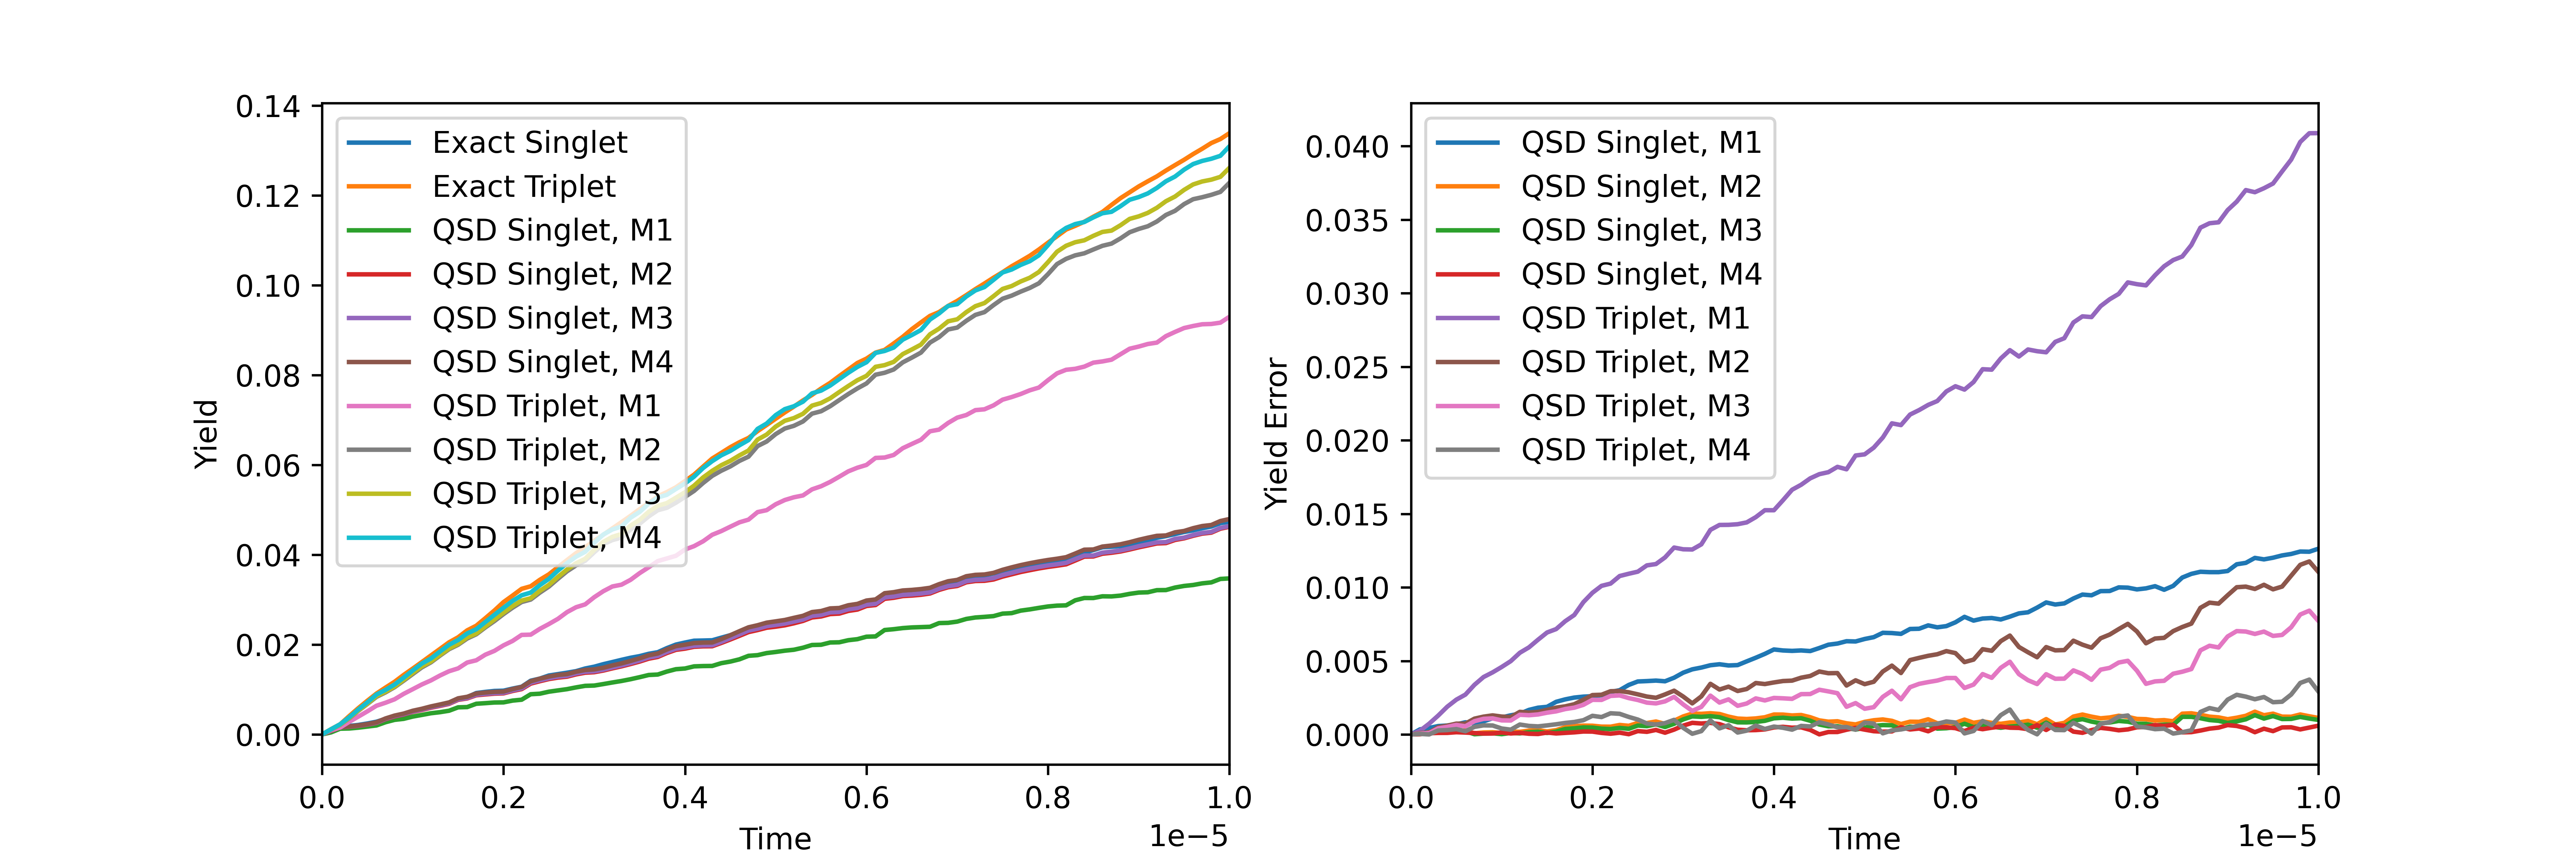 0.14
0.12
0.10
0.08
0.06
0.04
0.02
0.00
Yield
Exact Singlet
Exact Triplet
QSD Singlet, M1
QSD Singlet, M2
QSD Singlet, M3
QSD Singlet, M4
QSD Triplet, M1
QSD Triplet, M2
QSD Triplet, M3
QSD Triplet, M4
0.0 0.2 0.4 0.6 0.8 1.0
Time
1e−5
0.040
0.035
0.030
0.025
0.020
0.015
0.010
0.005
0.000
Yield Error
QSD Singlet, M1
QSD Singlet, M2
QSD Singlet, M3
QSD Singlet, M4
QSD Triplet, M1
QSD Triplet, M2
QSD Triplet, M3
QSD Triplet, M4
0.0 0.2 0.4 0.6 0.8 1.0
Time
1e−5